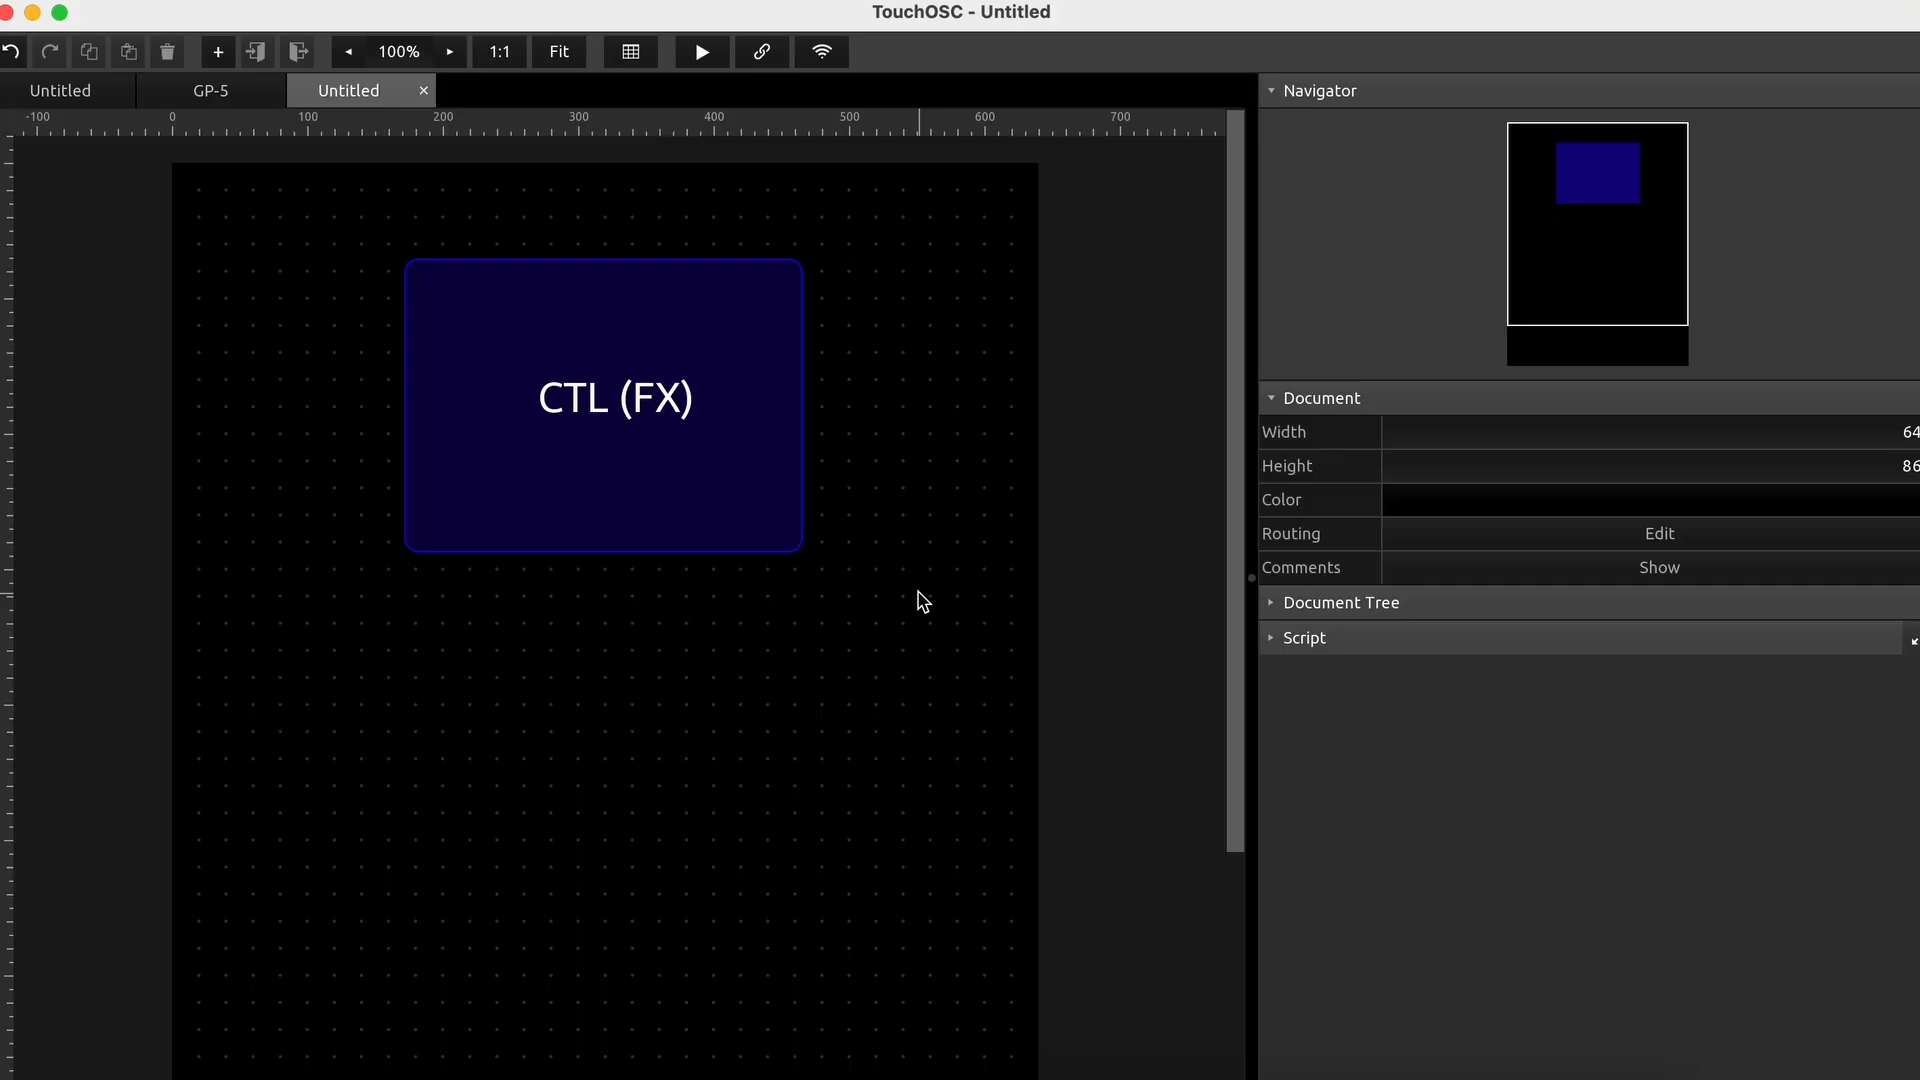 TouchOSC - Untitled
100% 1:1 Fit
Untitled GP-5 Untitled
-100 0 100 200 300 400 500 600 700
Navigator
CTL (FX)
Document
Width 64
Height 86
Color
Routing Edit
Comments Show
Document Tree
Script